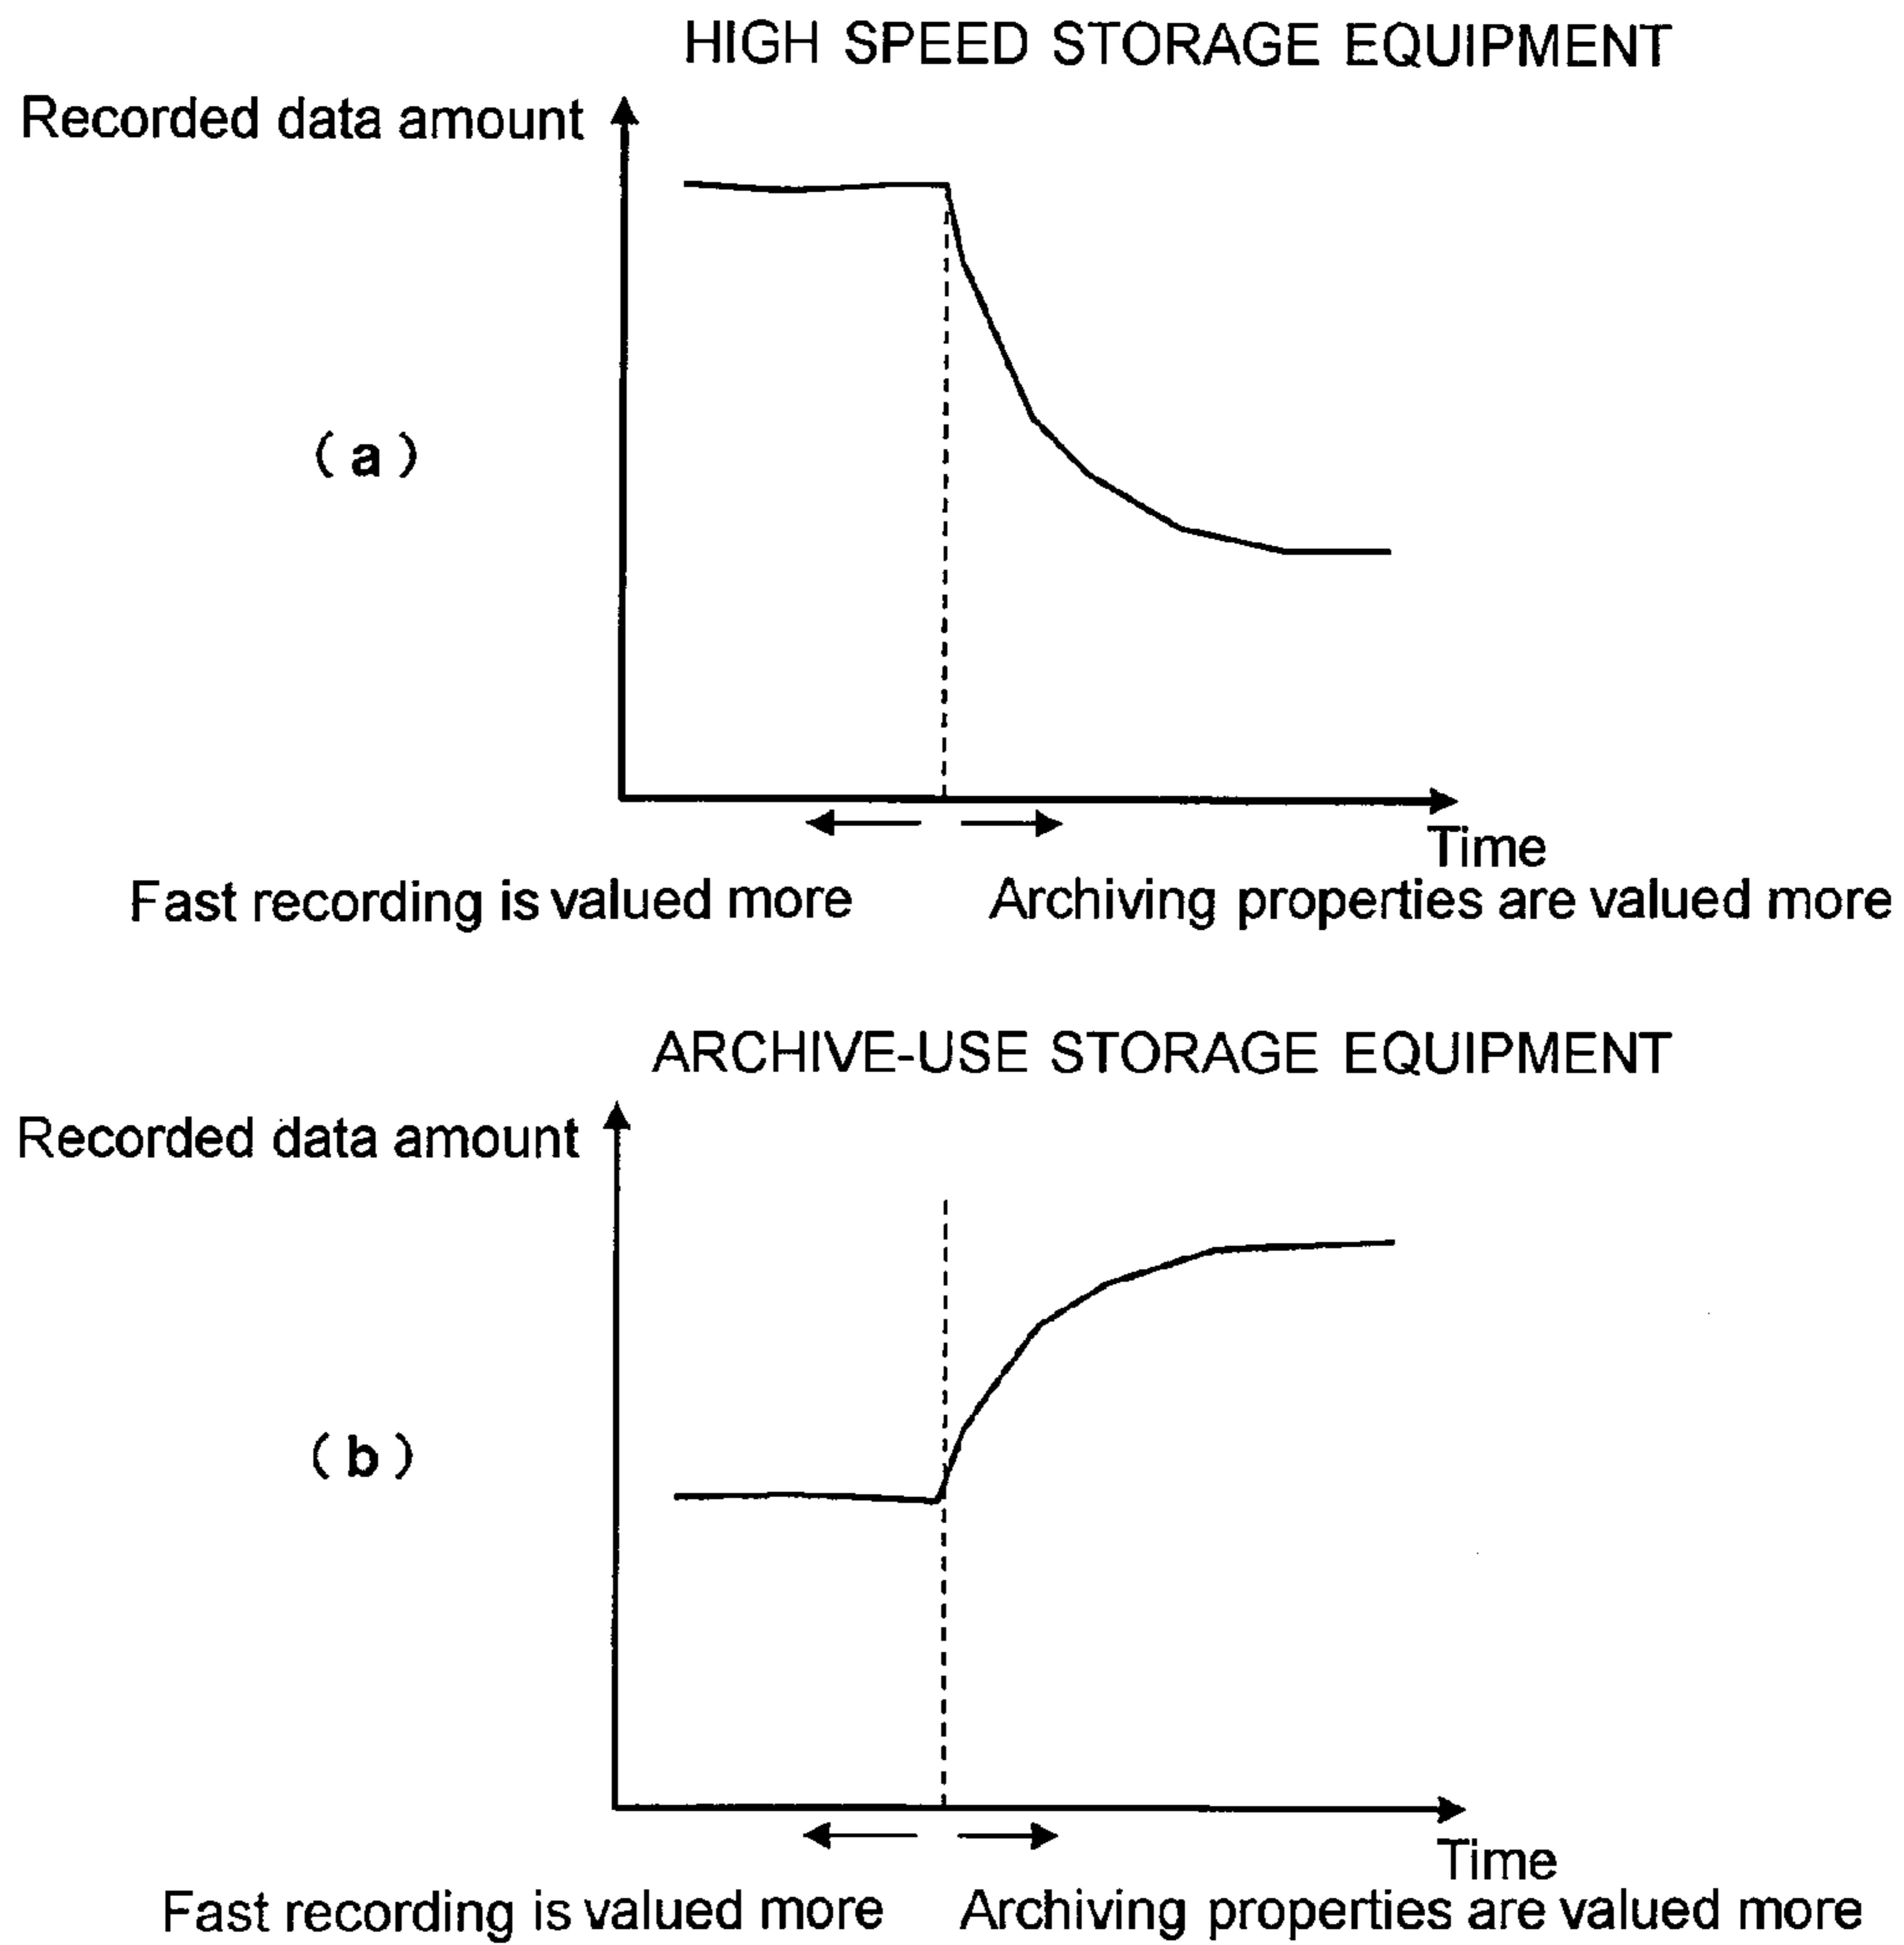 HIGH SPEED STORAGE EQUIPMENT
Recorded data amount
(a)
Time
Fast recording is valued more
Archiving properties are valued more
ARCHIVE-USE STORAGE EQUIPMENT
Recorded data amount
(b)
Time
Fast recording is valued more
Archiving properties are valued more